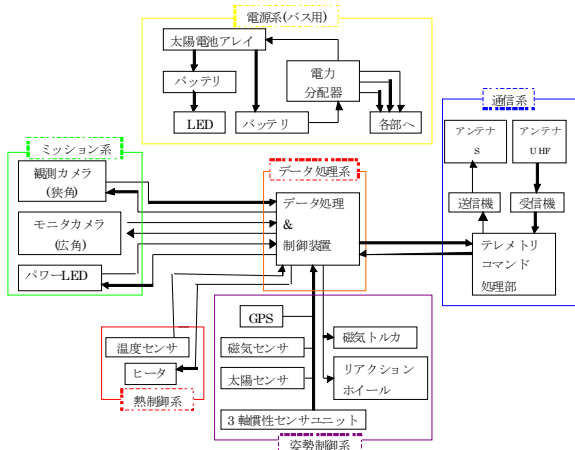 電源系(バス用)
太陽電池アレイ
バッテリ
LED
バッテリ
電力
分配器
各部へ
通信系
アンテナ
S
アンテナ
UHF
送信機
受信機
テレメトリ
コマンド
処理部
ミッション系
観測カメラ
(狭角)
モニタカメラ
(広角)
パワーLED
データ処理系
データ処理
&
制御装置
温度センサ
ヒータ
熱制御系
GPS
磁気センサ
太陽センサ
3軸慣性センサユニット
磁気トルカ
リアクション
ホイール
姿勢制御系